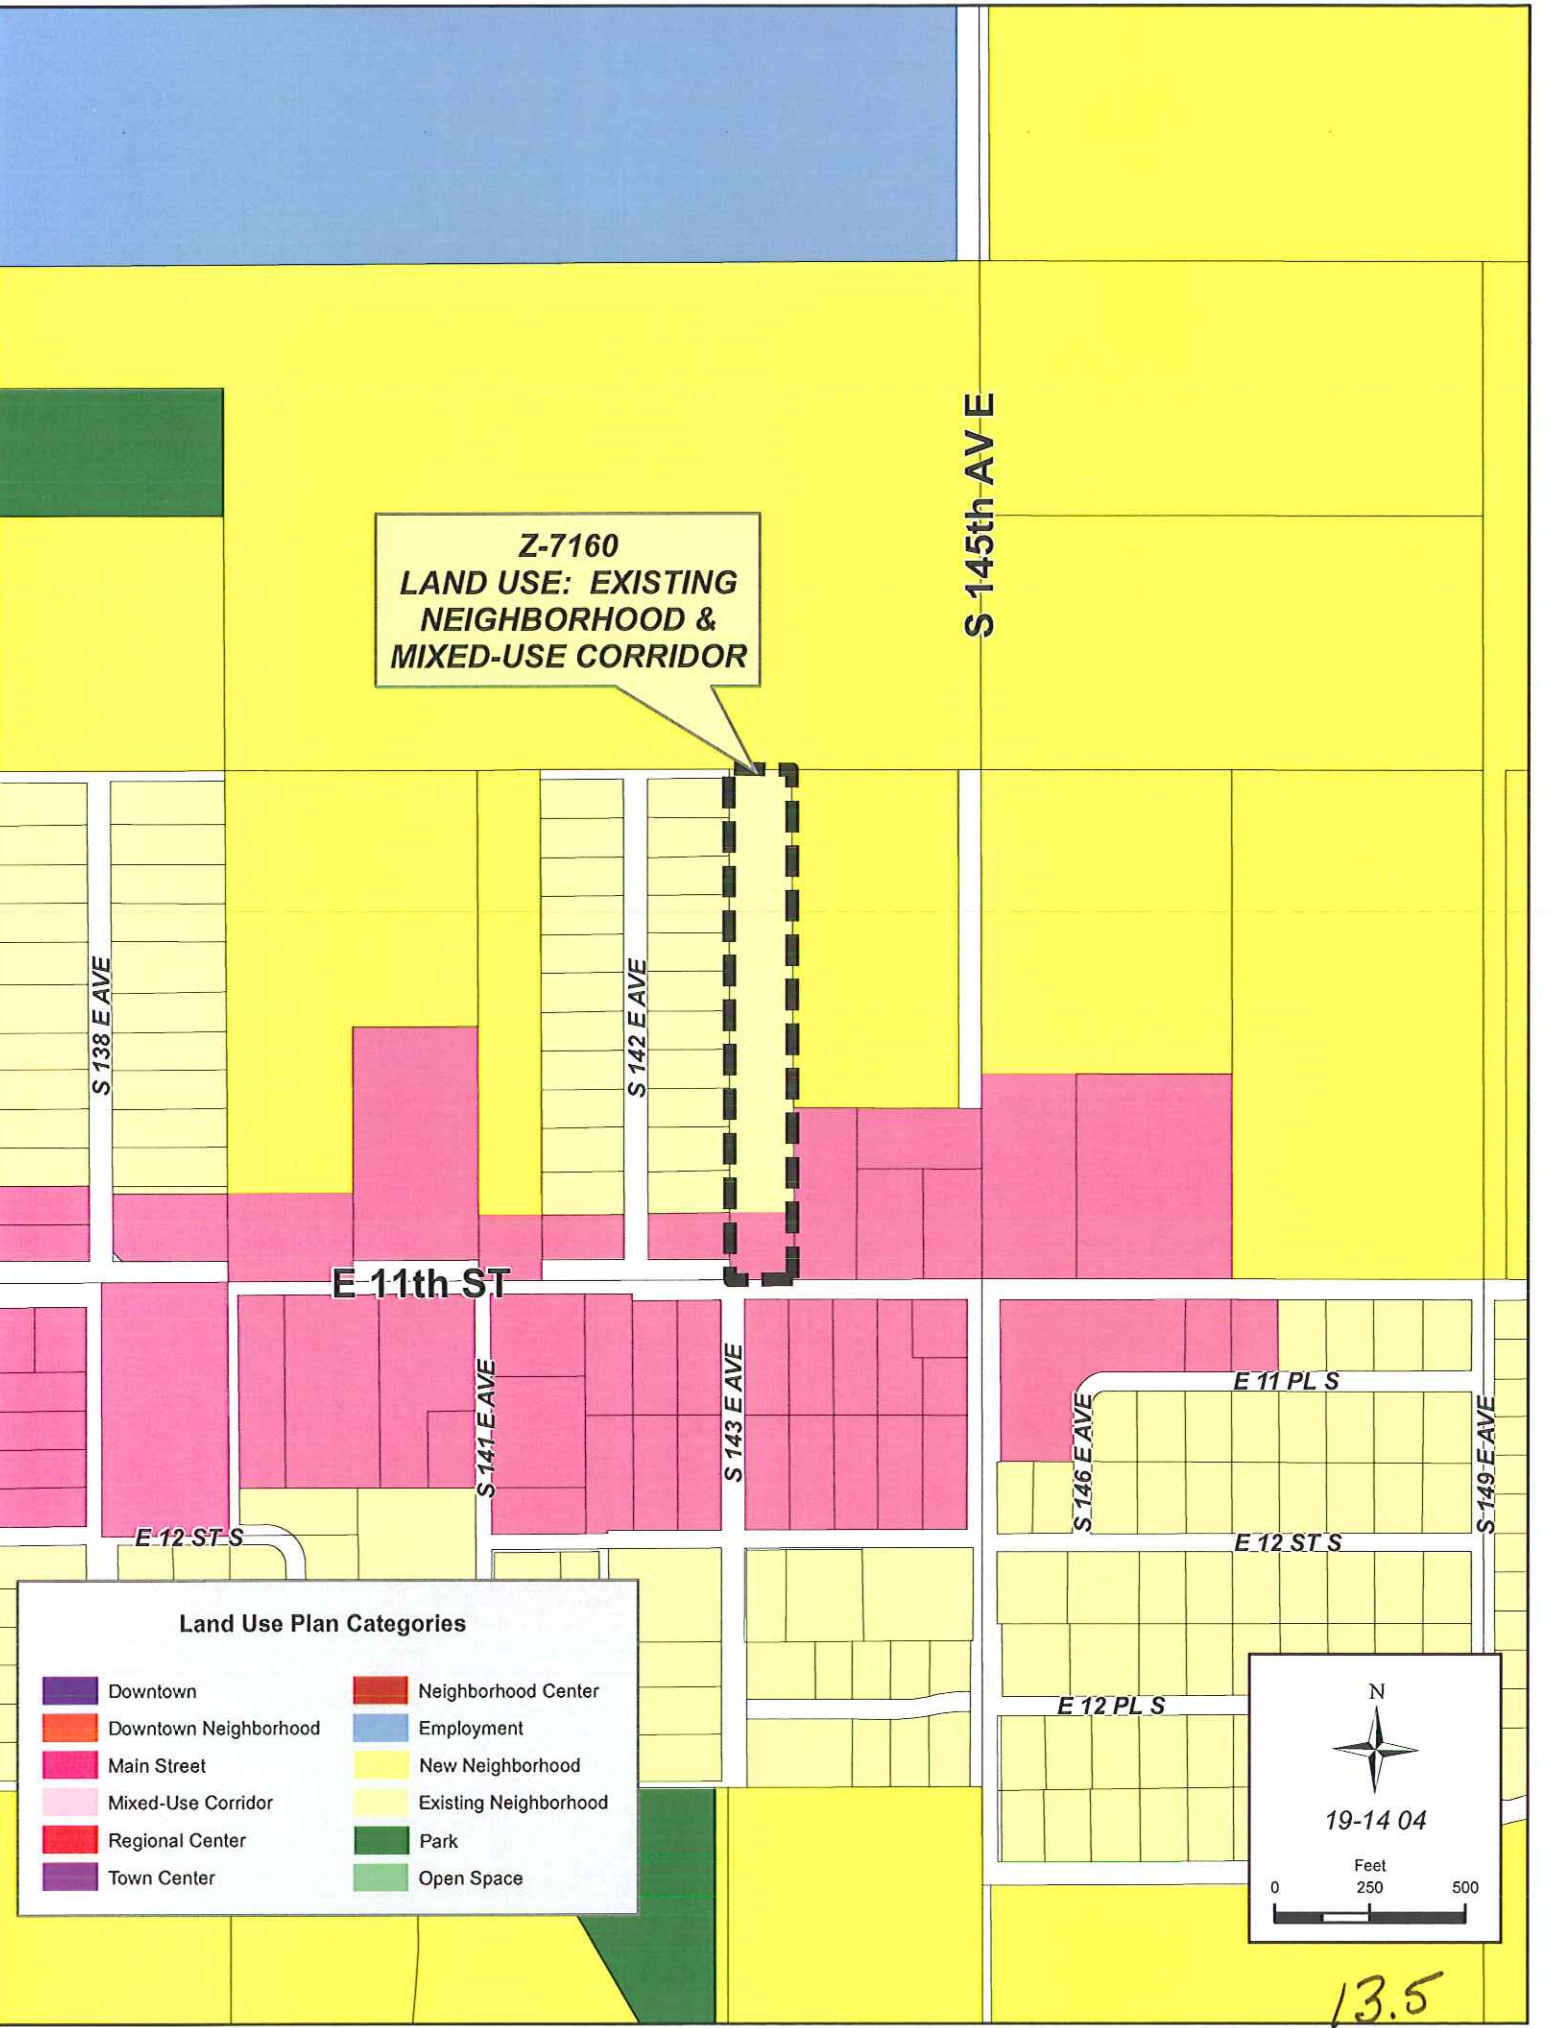 S 145th AV E
Z-7160
LAND USE: EXISTING
NEIGHBORHOOD &
MIXED-USE CORRIDOR
S 138 E AVE
S 142 E AVE
E 11th ST
S 141 E AVE
S 143 E AVE
E 11 PL S
S 146 E AVE
S 149 E AVE
E 12 ST S
E 12 ST S
E 12 PL S
Land Use Plan Categories
Downtown
Downtown Neighborhood
Main Street
Mixed-Use Corridor
Regional Center
Town Center
Neighborhood Center
Employment
New Neighborhood
Existing Neighborhood
Park
Open Space
N
19-14 04
Feet
0 250 500
13.5